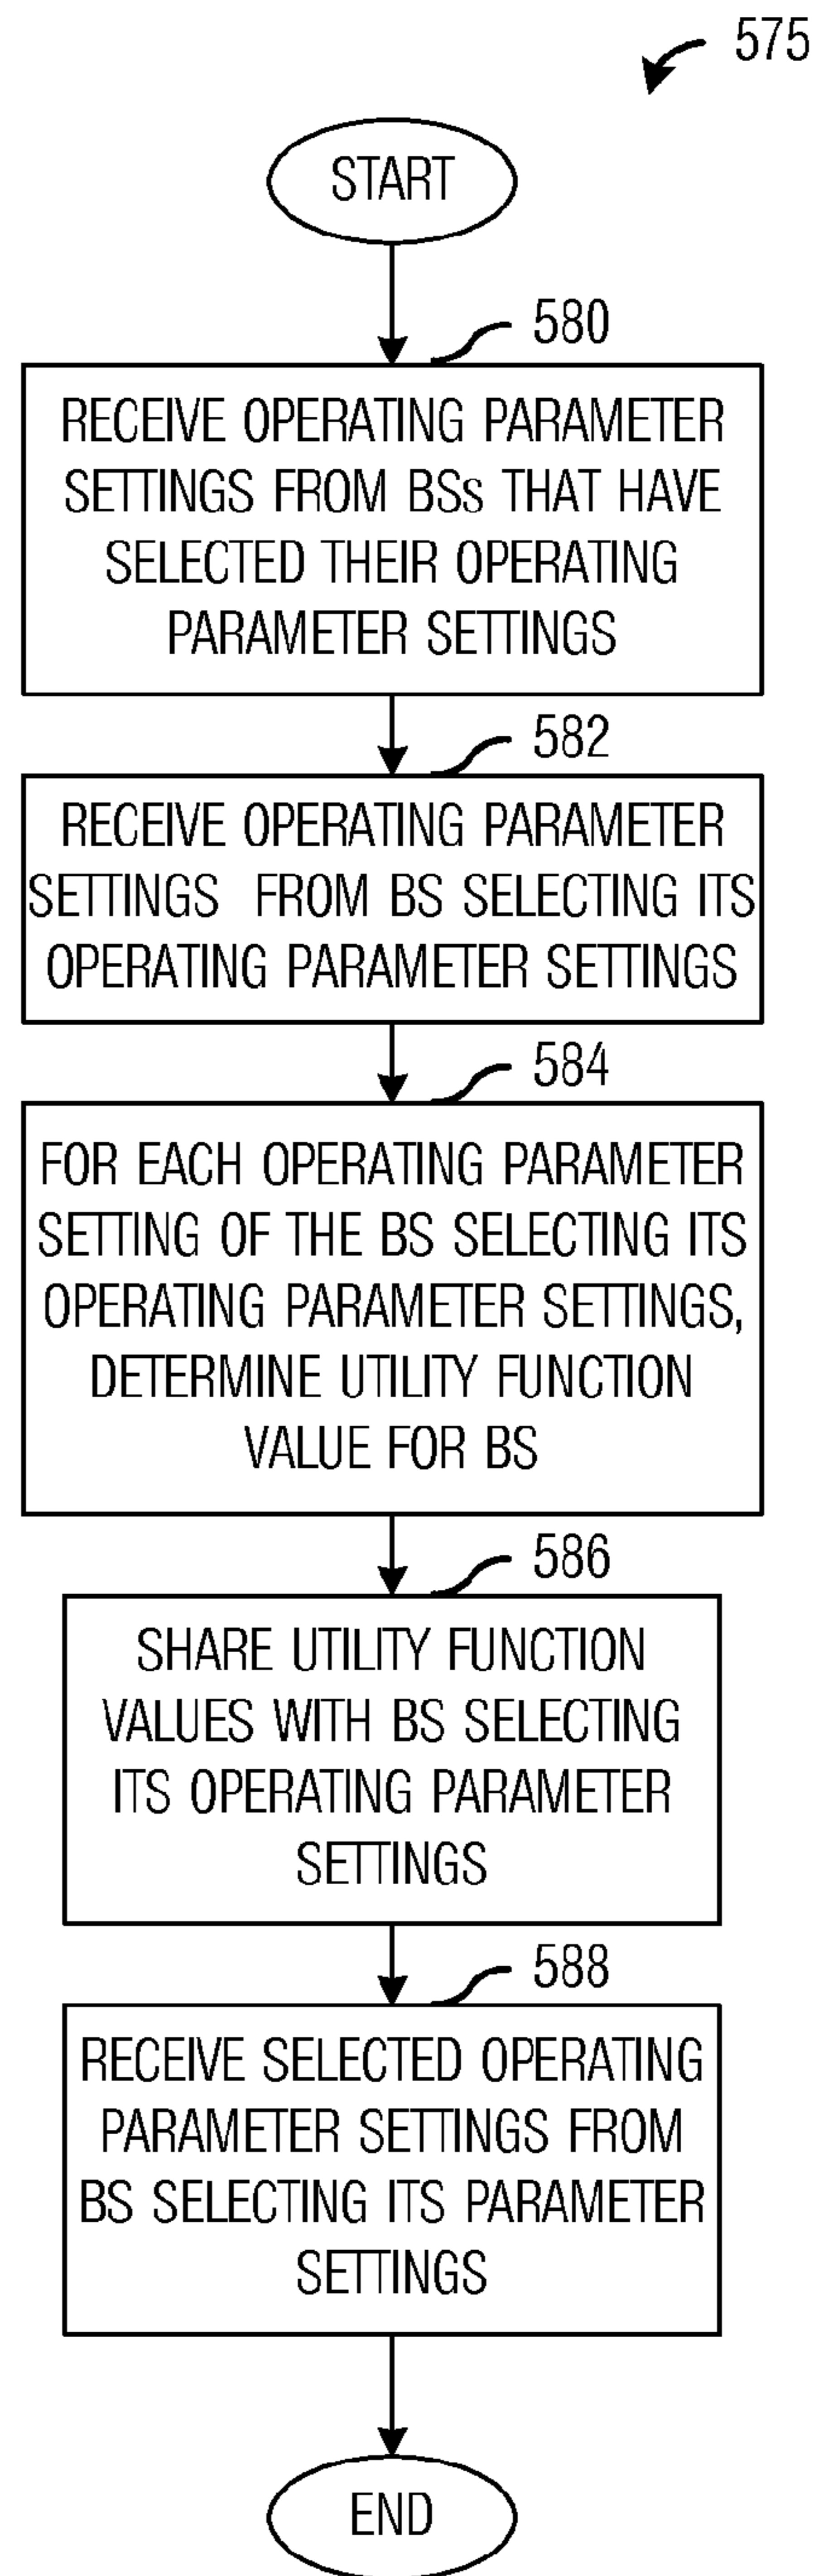 575
START
580
RECEIVE OPERATING PARAMETER
SETTINGS FROM BSs THAT HAVE
SELECTED THEIR OPERATING
PARAMETER SETTINGS
582
RECEIVE OPERATING PARAMETER
SETTINGS FROM BS SELECTING ITS
OPERATING PARAMETER SETTINGS
584
FOR EACH OPERATING PARAMETER
SETTING OF THE BS SELECTING ITS
OPERATING PARAMETER SETTINGS,
DETERMINE UTILITY FUNCTION
VALUE FOR BS
586
SHARE UTILITY FUNCTION
VALUES WITH BS SELECTING
ITS OPERATING PARAMETER
SETTINGS
588
RECEIVE SELECTED OPERATING
PARAMETER SETTINGS FROM
BS SELECTING ITS PARAMETER
SETTINGS
END